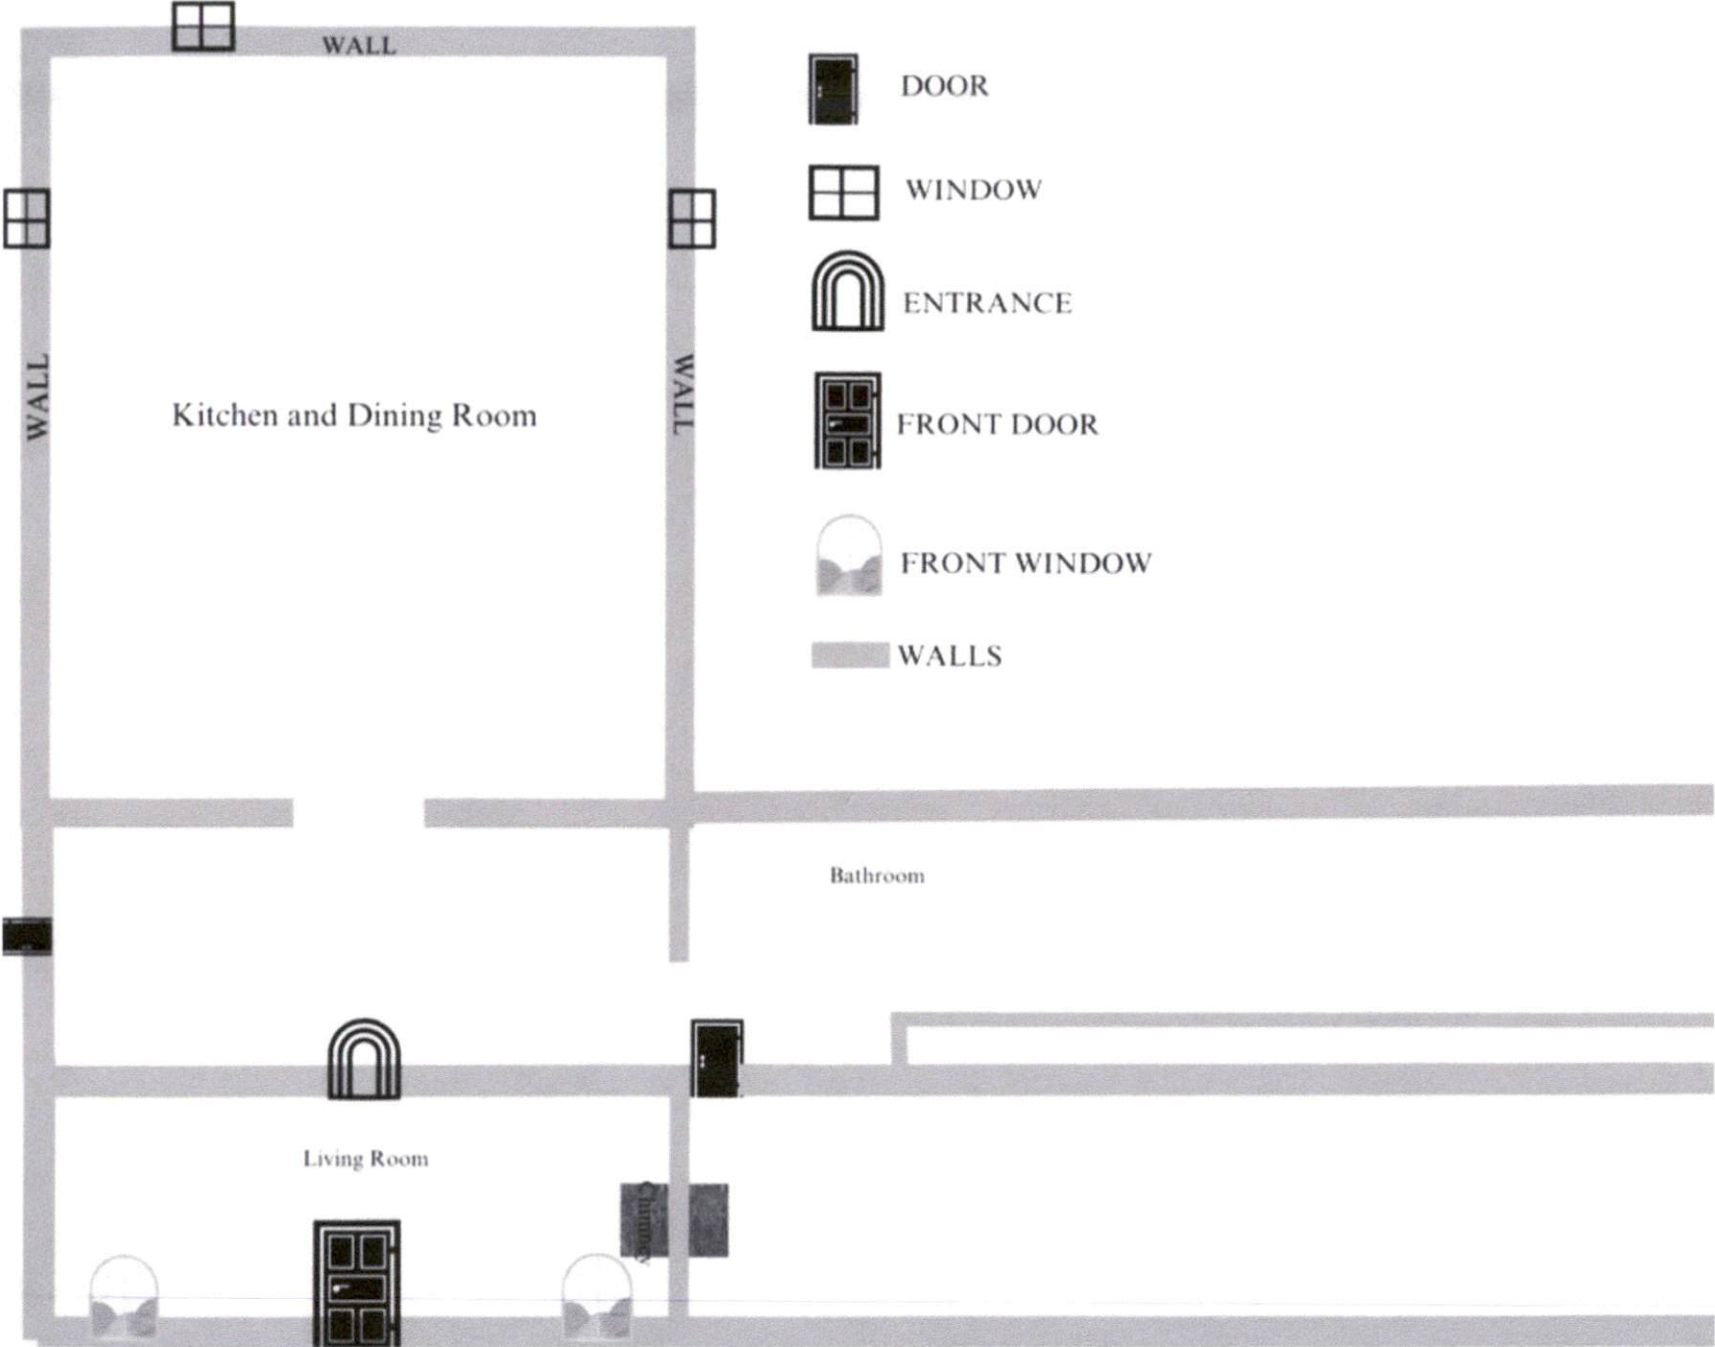 WALL
DOOR
WINDOW
ENTRANCE
WALL
WALL
Kitchen and Dining Room
FRONT DOOR
FRONT WINDOW
WALLS
Bathroom
Living Room
Chimney